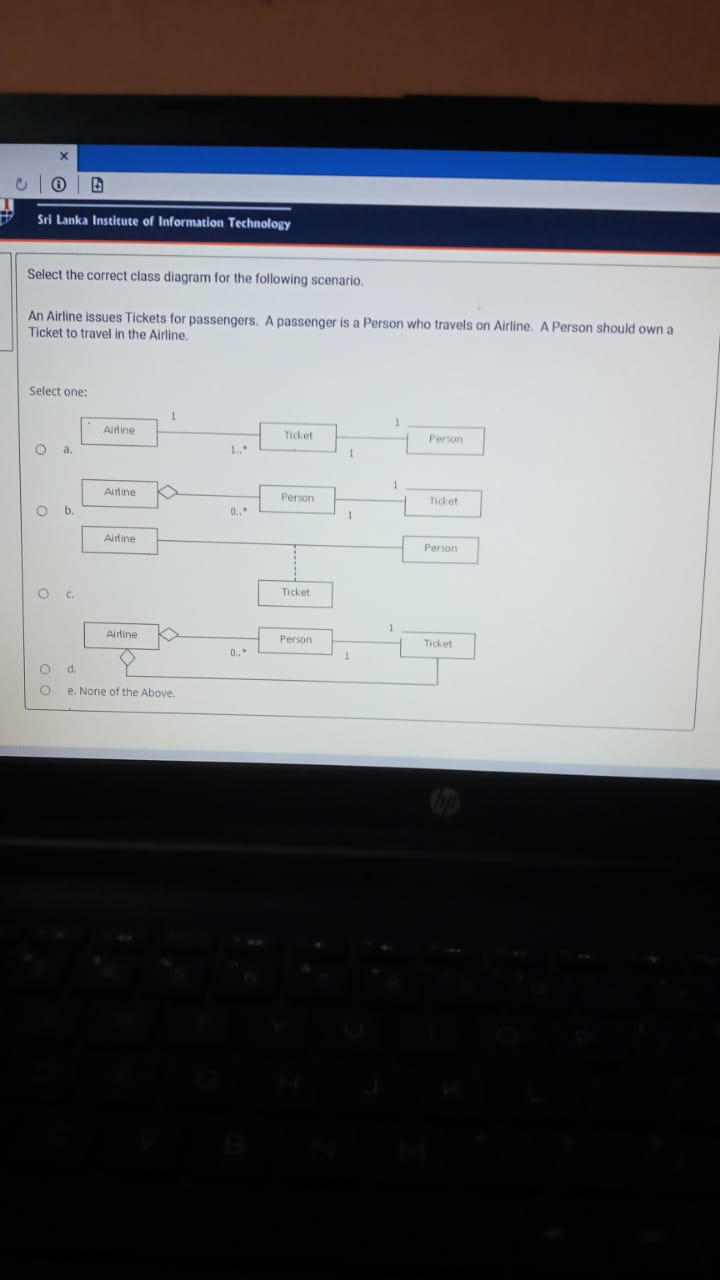 Sri Lanka Institute of Information Technology
Select the correct class diagram for the following scenario.
An Airline issues Tickets for passengers. A passenger is a Person who travels on Airline. A Person should own a
Ticket to travel in the Airline.
Select one:
a.
Airline
1
1..*
Ticket
1
1
Person
b.
Airline
0..*
Person
1
1
Ticket
c.
Airline
Person
Ticket
d.
Airline
0..*
Person
1
1
Ticket
e. None of the Above.
hp
6
T
Y
U
G
H
J
K
L
V
B
N
M